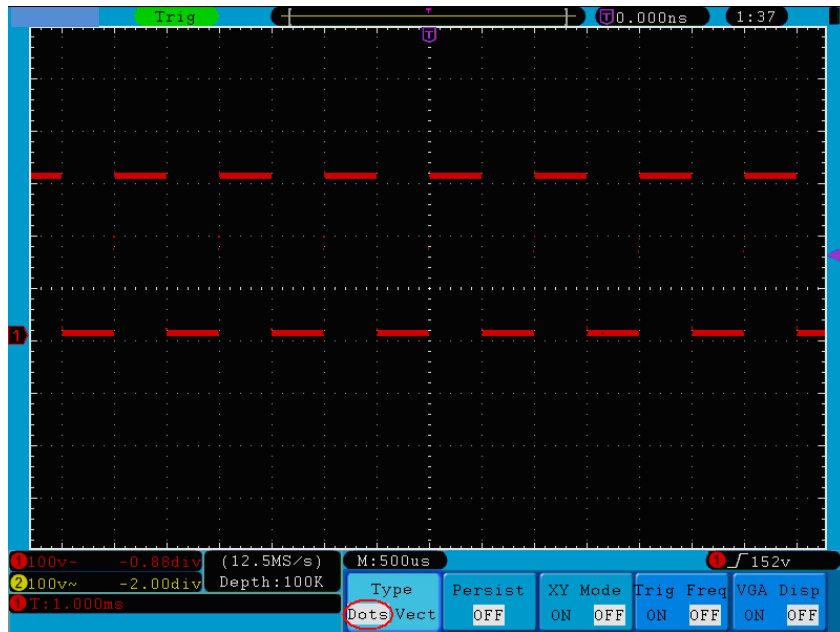 Trig T 0.000ns 1:37
T
1
1 100v- -0.88div (12.5MS/s) M:500us 1 152v
2 100v~ -2.00div Depth:100K
1 T:1.000ms
Type Persist XY Mode Trig Freq VGA Disp
Dots Vect OFF ON OFF ON OFF ON OFF